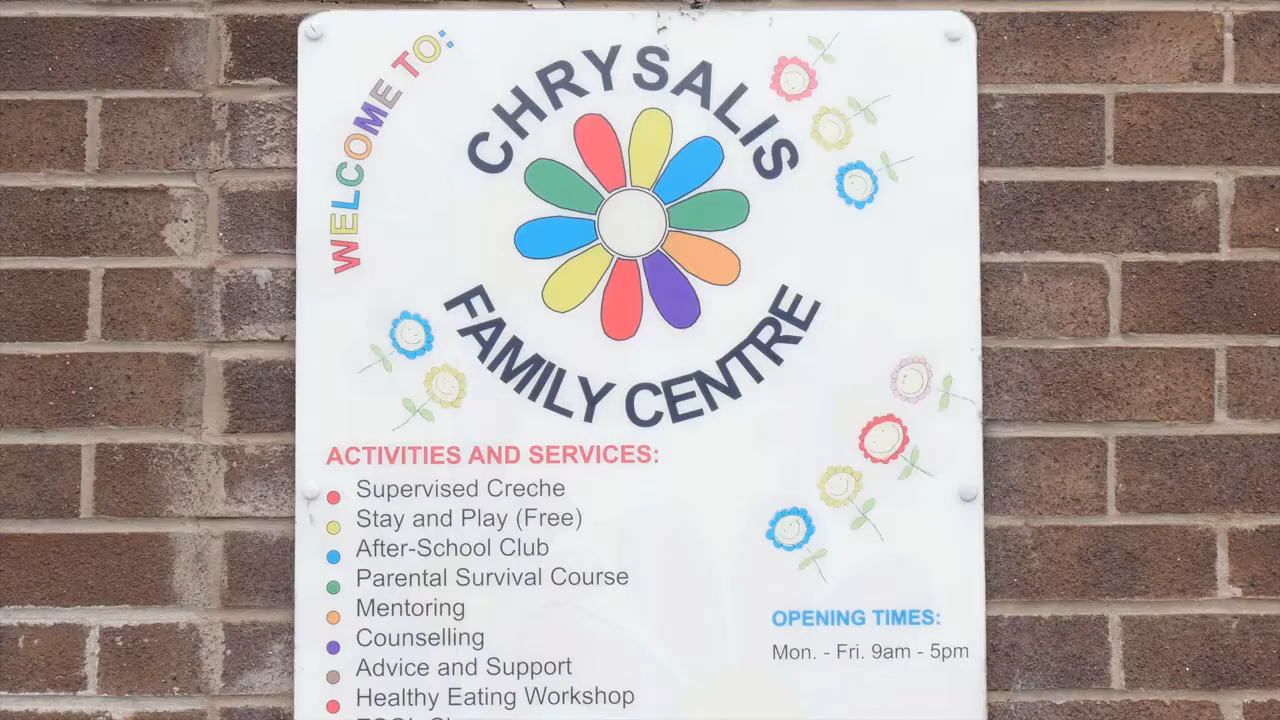 WELCOME TO:
CHRYSALIS
FAMILY CENTRE
ACTIVITIES AND SERVICES:
Supervised Creche
Stay and Play (Free)
After-School Club
Parental Survival Course
Mentoring
Counselling
Advice and Support
Healthy Eating Workshop
OPENING TIMES:
Mon. - Fri. 9am - 5pm